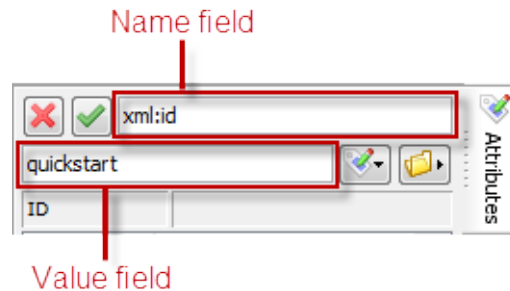 Name field
xml:id
quickstart
ID
Attributes
Value field